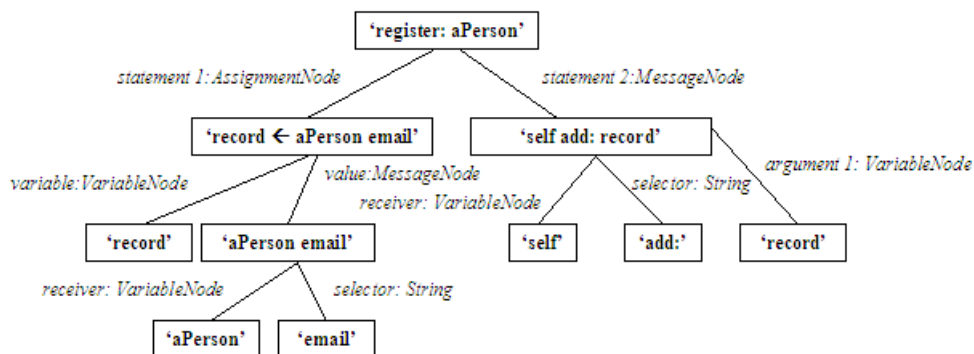 ‘register: aPerson’
statement 1:AssignmentNode
statement 2:MessageNode
‘record ← aPerson email’
‘self add: record’
variable:VariableNode
value:MessageNode
receiver: VariableNode
selector: String
argument 1: VariableNode
‘record’
‘aPerson email’
‘self’
‘add:’
‘record’
receiver: VariableNode
selector: String
‘aPerson’
‘email’